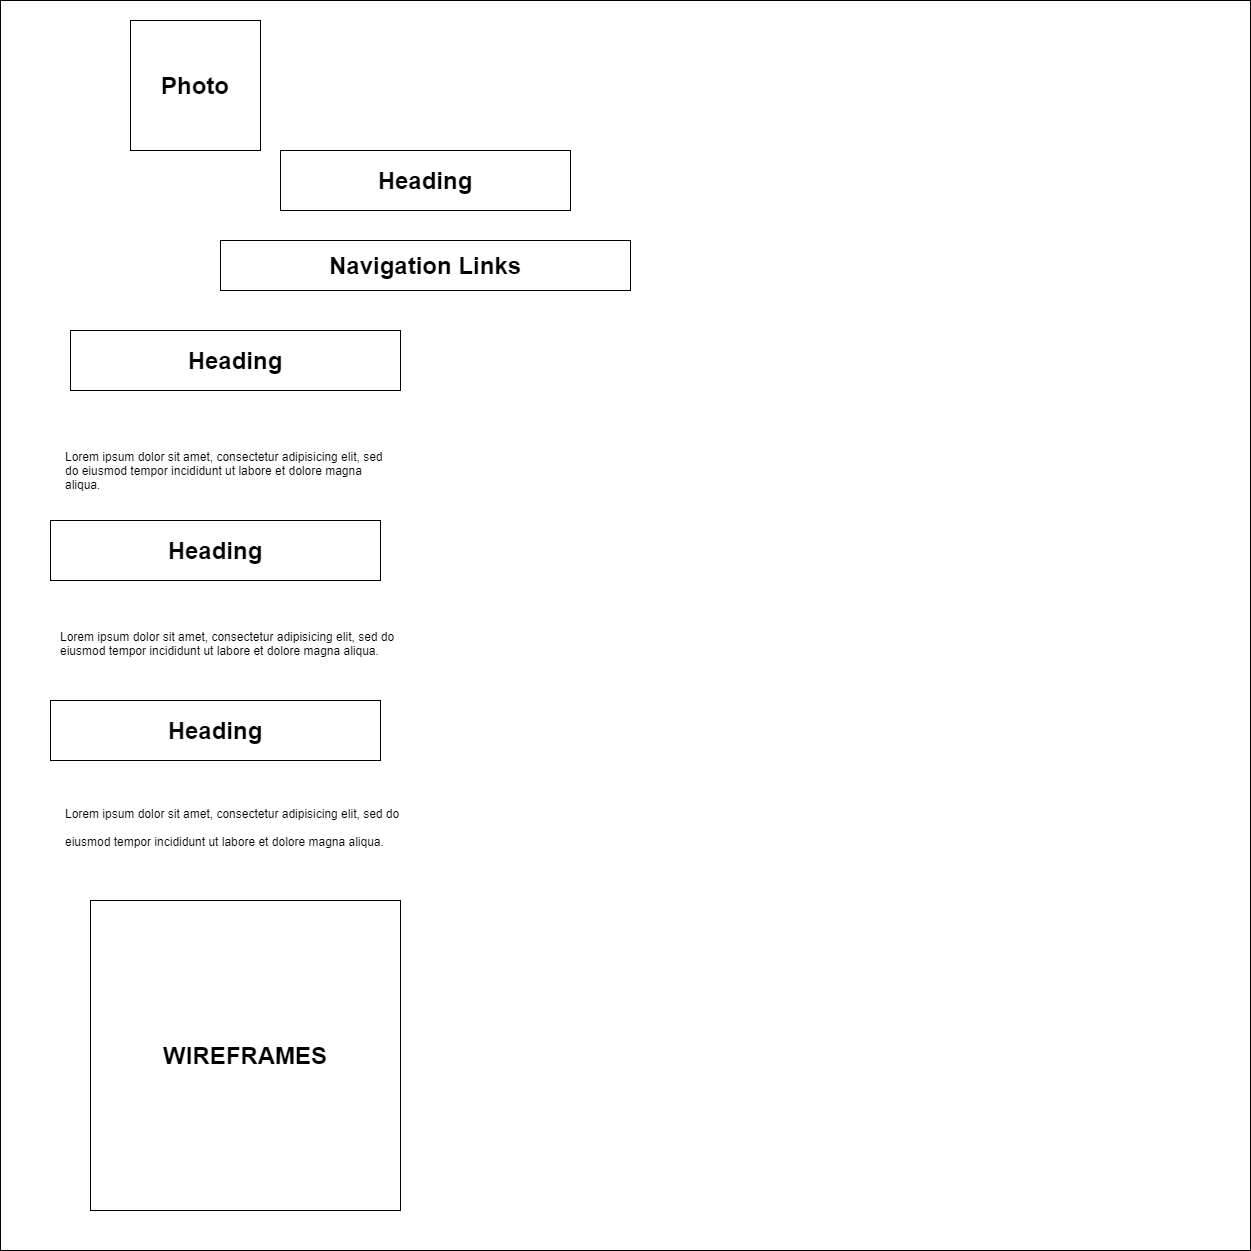 Photo
Heading
Navigation Links
Heading
Lorem ipsum dolor sit amet, consectetur adipisicing elit, sed
do eiusmod tempor incididunt ut labore et dolore magna
aliqua.
Heading
Lorem ipsum dolor sit amet, consectetur adipisicing elit, sed do
eiusmod tempor incididunt ut labore et dolore magna aliqua.
Heading
Lorem ipsum dolor sit amet, consectetur adipisicing elit, sed do
eiusmod tempor incididunt ut labore et dolore magna aliqua.
WIREFRAMES